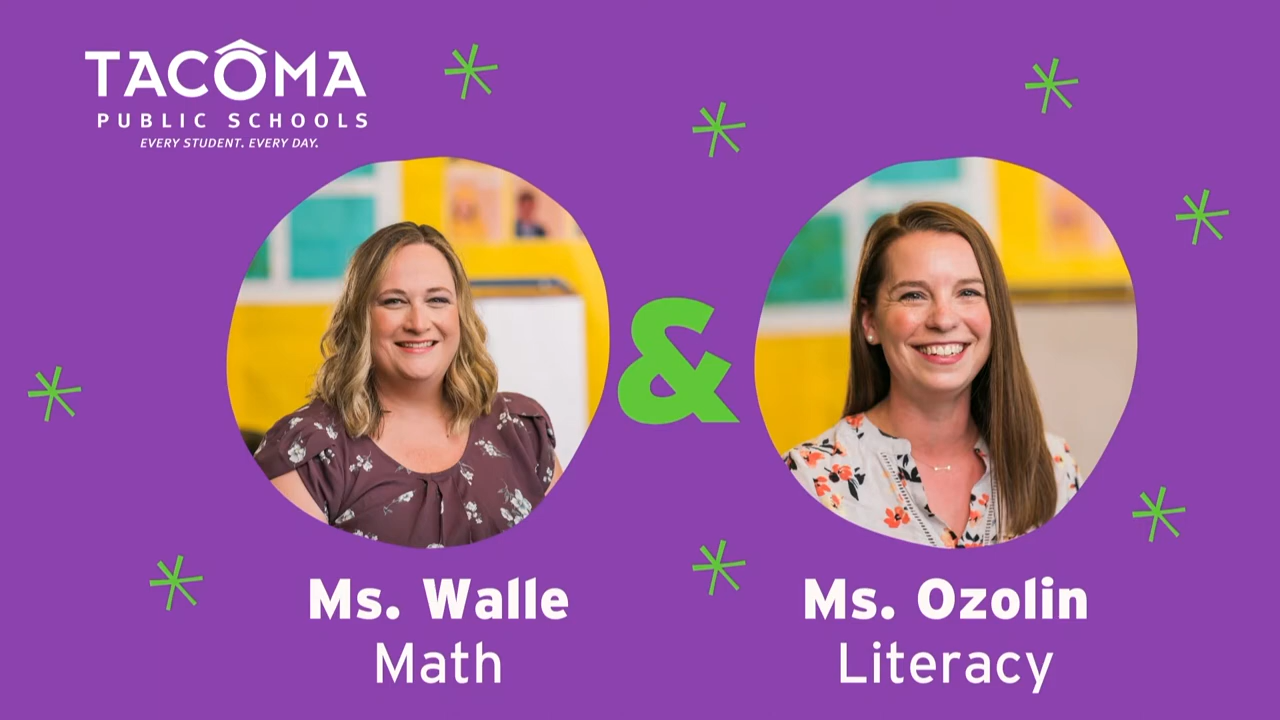 TACOMA
PUBLIC SCHOOLS
EVERY STUDENT. EVERY DAY.
&
Ms. Walle
Math
Ms. Ozolin
Literacy